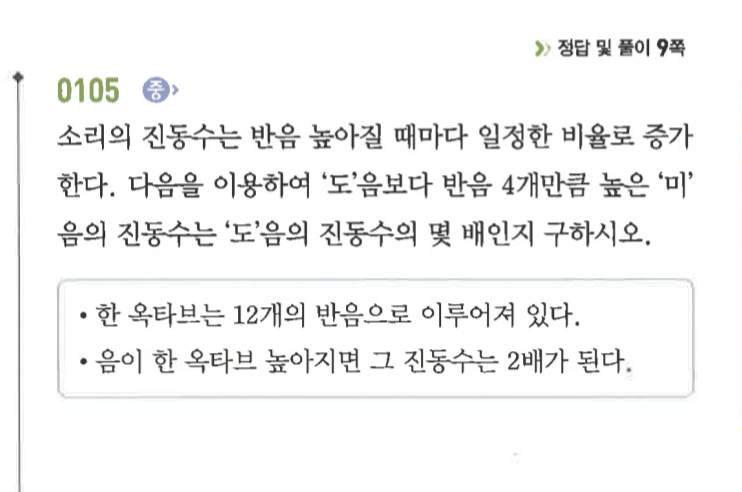 정답 및 풀이 9쪽
0105 중
소리의 진동수는 반음 높아질 때마다 일정한 비율로 증가
한다. 다음을 이용하여 ‘도’음보다 반음 4개만큼 높은 ‘미’
음의 진동수는 ‘도’음의 진동수의 몇 배인지 구하시오.
• 한 옥타브는 12개의 반음으로 이루어져 있다.
• 음이 한 옥타브 높아지면 그 진동수는 2배가 된다.